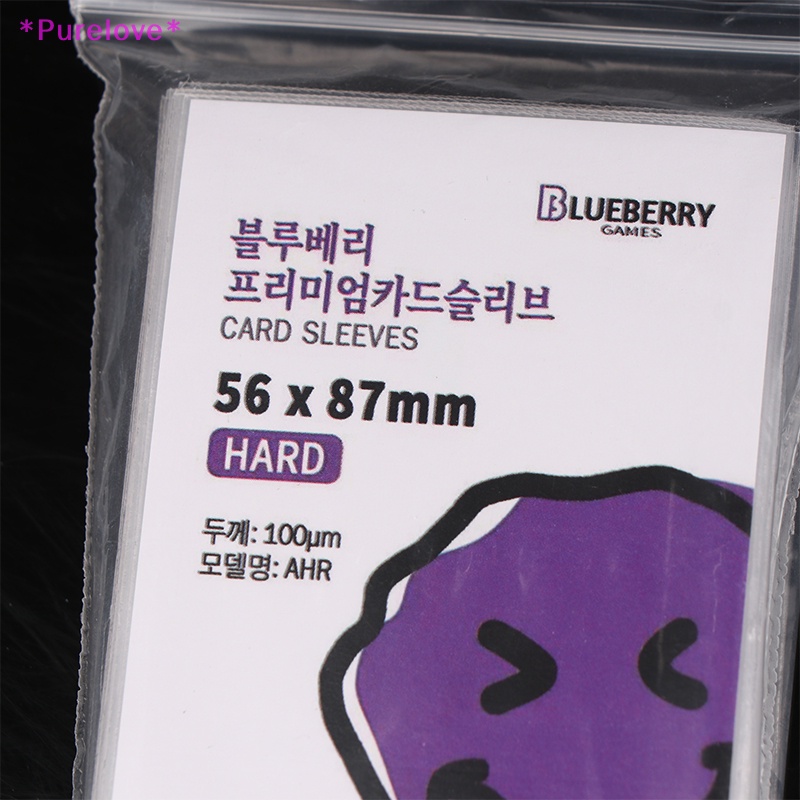 *Purelove*
BLUEBERRY
GAMES
블루베리
프리미엄카드슬리브
CARD SLEEVES
56 x 87mm
HARD
두께: 100μm
모델명: AHR